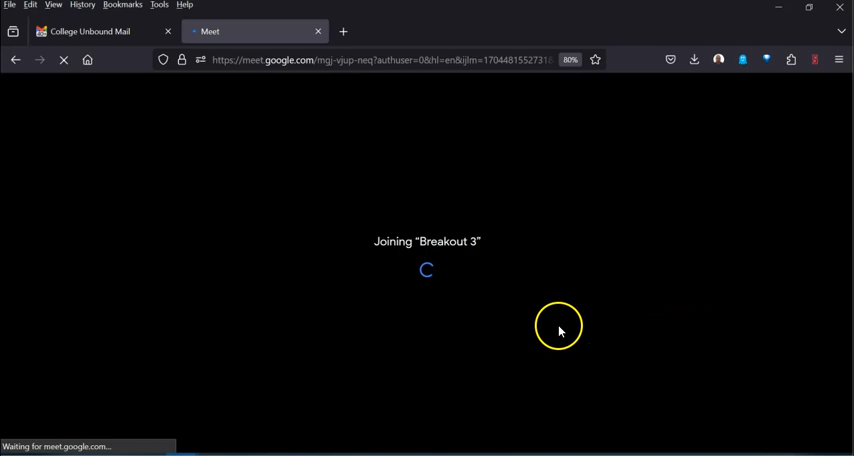 File Edit View History Bookmarks Tools Help
College Unbound Mail
Meet
https://meet.google.com/mgj-vjup-neq?authuser=0&hl=en&ijlm=1704481552731
80%
Joining “Breakout 3”
Waiting for meet.google.com...